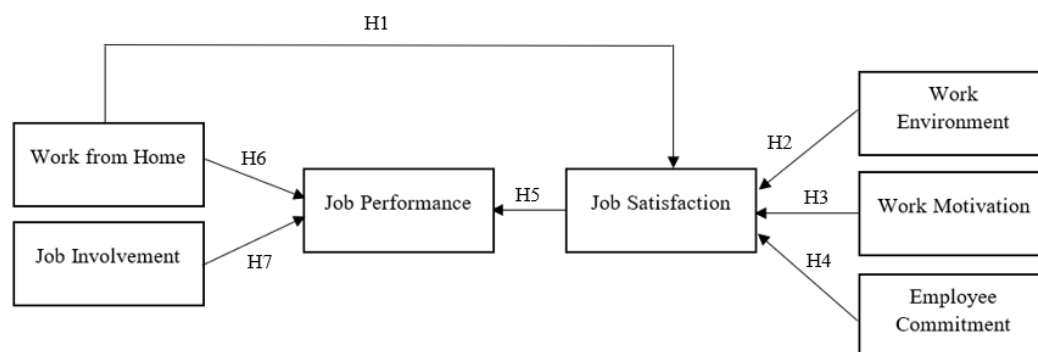 H1
Work
Environment
Work from Home
H6
H2
Job Performance
H5
Job Satisfaction
H3
Work Motivation
Job Involvement
H7
H4
Employee
Commitment